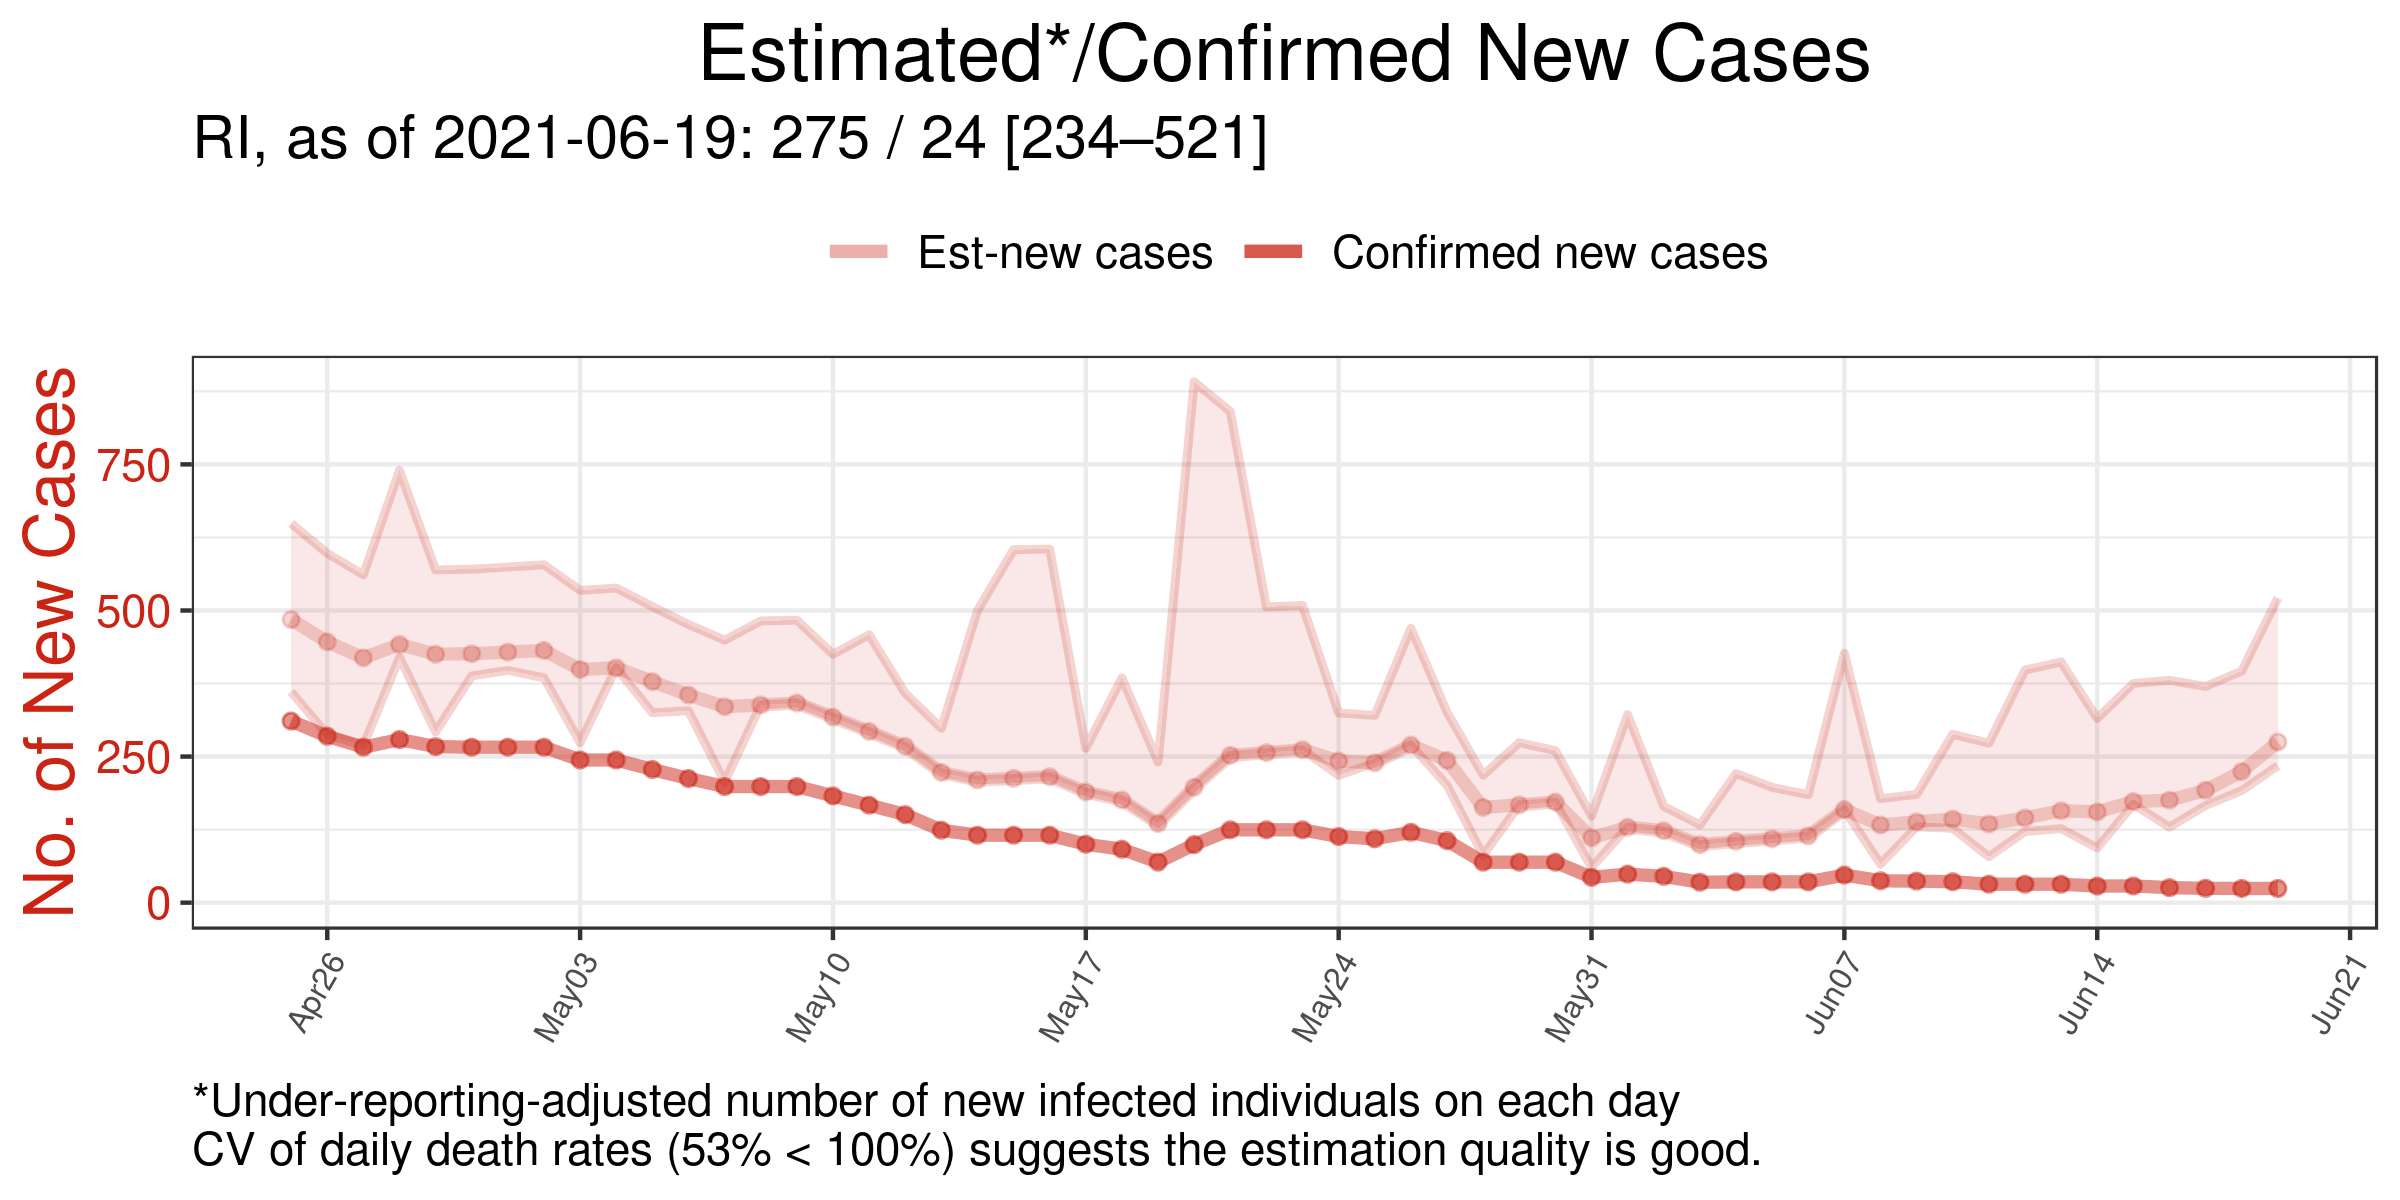 Estimated*/Confirmed New Cases
RI, as of 2021-06-19: 275 / 24 [234–521]
Est-new cases Confirmed new cases
No. of New Cases
750
500
250
0
Apr26 May03 May10 May17 May24 May31 Jun07 Jun14 Jun21
*Under-reporting-adjusted number of new infected individuals on each day
CV of daily death rates (53% < 100%) suggests the estimation quality is good.